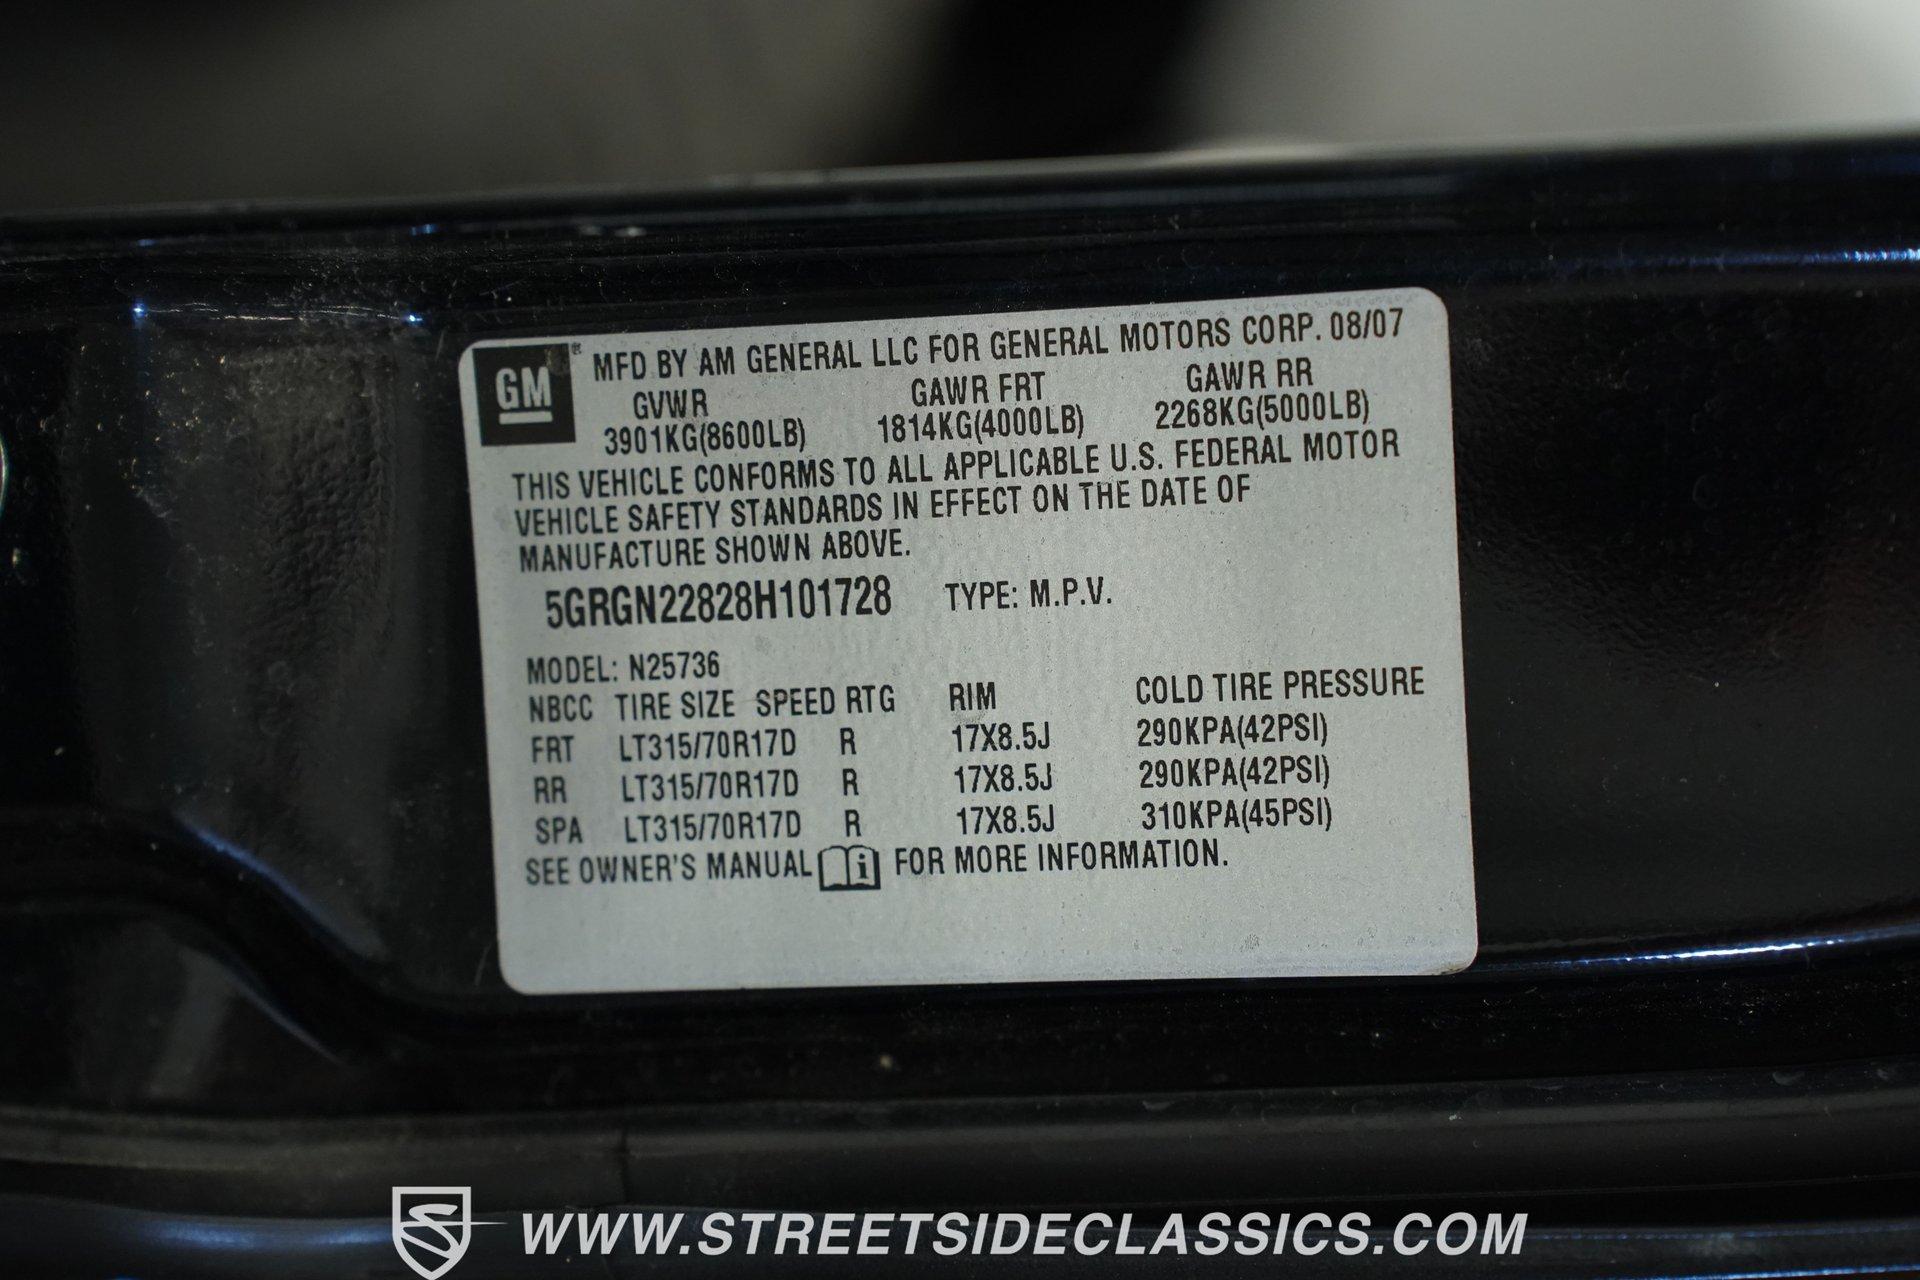 GM
MFD BY AM GENERAL LLC FOR GENERAL MOTORS CORP. 08/07
GVWR GAWR FRT GAWR RR
3901KG(8600LB) 1814KG(4000LB) 2268KG(5000LB)
THIS VEHICLE CONFORMS TO ALL APPLICABLE U.S. FEDERAL MOTOR
VEHICLE SAFETY STANDARDS IN EFFECT ON THE DATE OF
MANUFACTURE SHOWN ABOVE.
5GRGN22828H101728 TYPE: M.P.V.
MODEL: N25736
NBCC TIRE SIZE SPEED RTG RIM COLD TIRE PRESSURE
FRT LT315/70R17D R 17X8.5J 290KPA(42PSI)
RR LT315/70R17D R 17X8.5J 290KPA(42PSI)
SPA LT315/70R17D R 17X8.5J 310KPA(45PSI)
SEE OWNER'S MANUAL i FOR MORE INFORMATION.
WWW.STREETSIDECLASSICS.COM